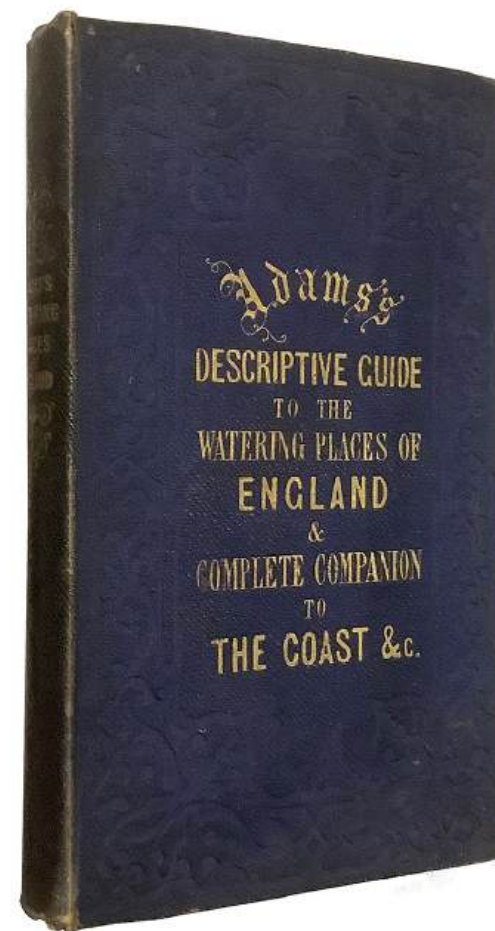 Adams's
DESCRIPTIVE GUIDE
TO THE
WATERING PLACES OF
ENGLAND
&
COMPLETE COMPANION
TO
THE COAST &c.